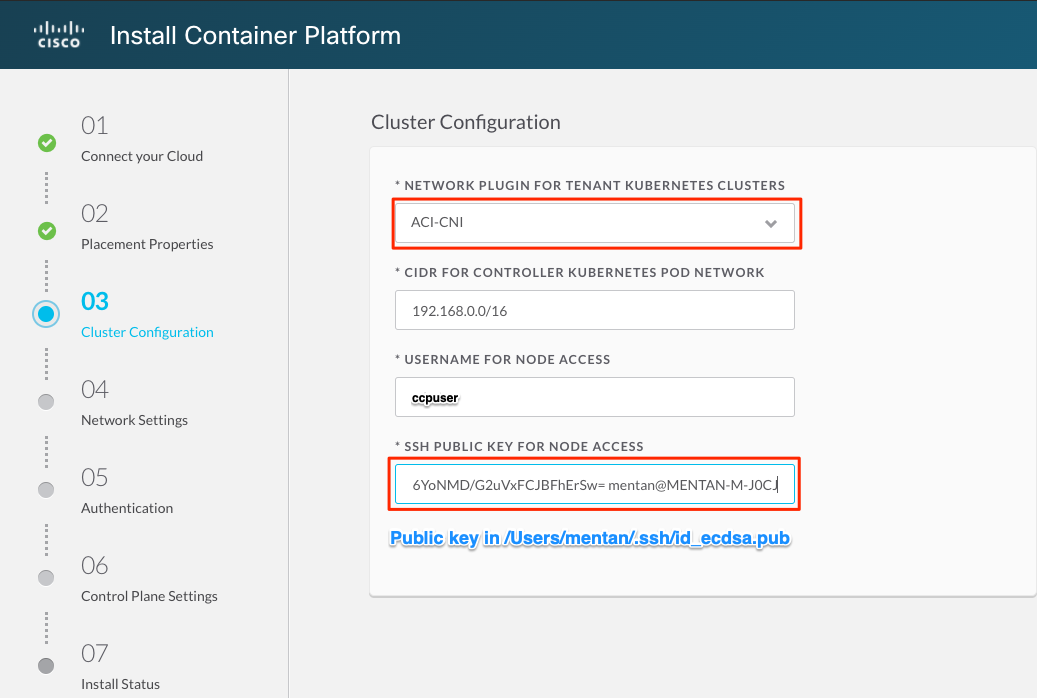 CISCO
Install Container Platform
01
Connect your Cloud
02
Placement Properties
03
Cluster Configuration
04
Network Settings
05
Authentication
06
Control Plane Settings
07
Install Status
Cluster Configuration
* NETWORK PLUGIN FOR TENANT KUBERNETES CLUSTERS
ACI-CNI
* CIDR FOR CONTROLLER KUBERNETES POD NETWORK
192.168.0.0/16
* USERNAME FOR NODE ACCESS
ccpuser
* SSH PUBLIC KEY FOR NODE ACCESS
6YoNMD/G2uVxFCJBFhErSw= mentan@MENTAN-M-J0CJ
Public key in /Users/mentan/.ssh/id_ecdsa.pub